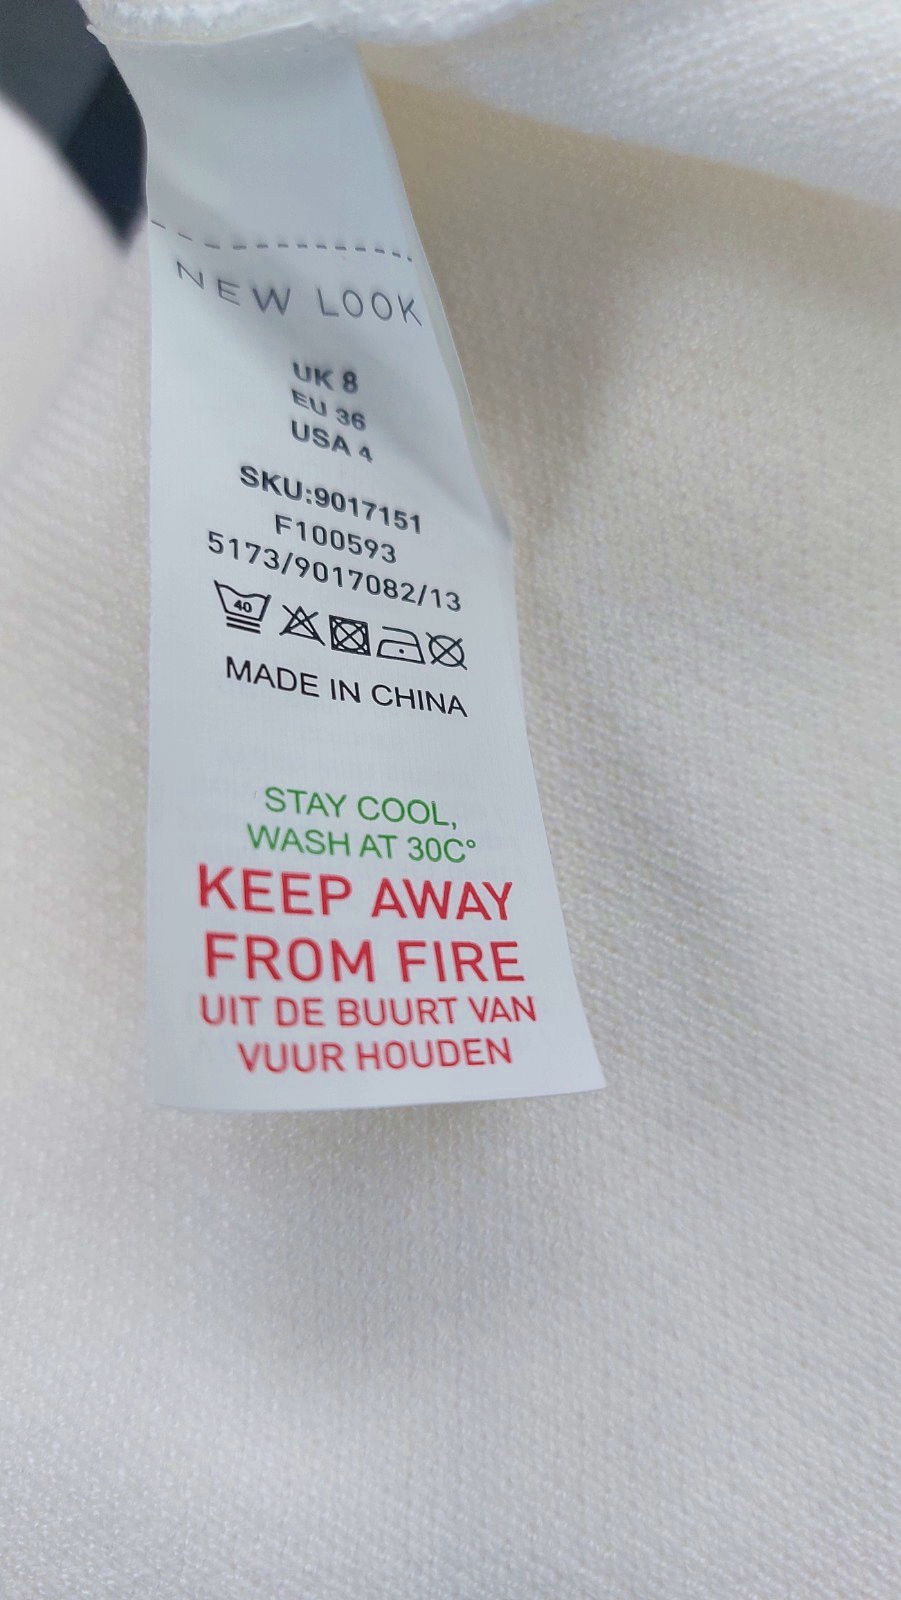 NEW LOOK
UK 8
EU 36
USA 4
SKU:9017151
F100593
5173/9017082/13
40
MADE IN CHINA
STAY COOL,
WASH AT 30C°
KEEP AWAY
FROM FIRE
UIT DE BUURT VAN
VUUR HOUDEN